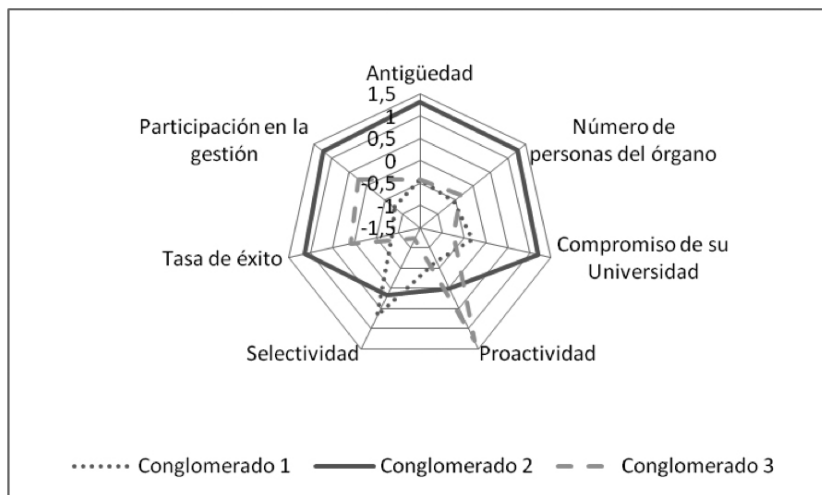 Antigüedad
1,5
1
0,5
0
-0,5
-1
-1,5
Participación en la
gestión
Número de
personas del órgano
Tasa de éxito
Compromiso de su
Universidad
Selectividad
Proactividad
Conglomerado 1
Conglomerado 2
Conglomerado 3